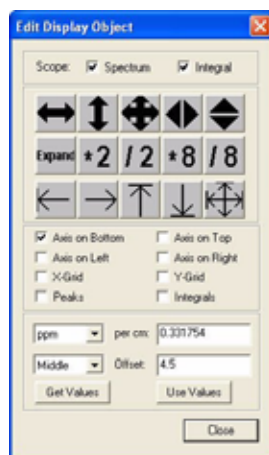 Edit Display Object
Scope: Spectrum Integral
Expand *2 /2 *8 /8
Axis on Bottom Axis on Top
Axis on Left Axis on Right
X-Grid Y-Grid
Peaks Integrals
ppm per cm: 0.331754
Middle Offset: 4.5
Get Values Use Values
Close